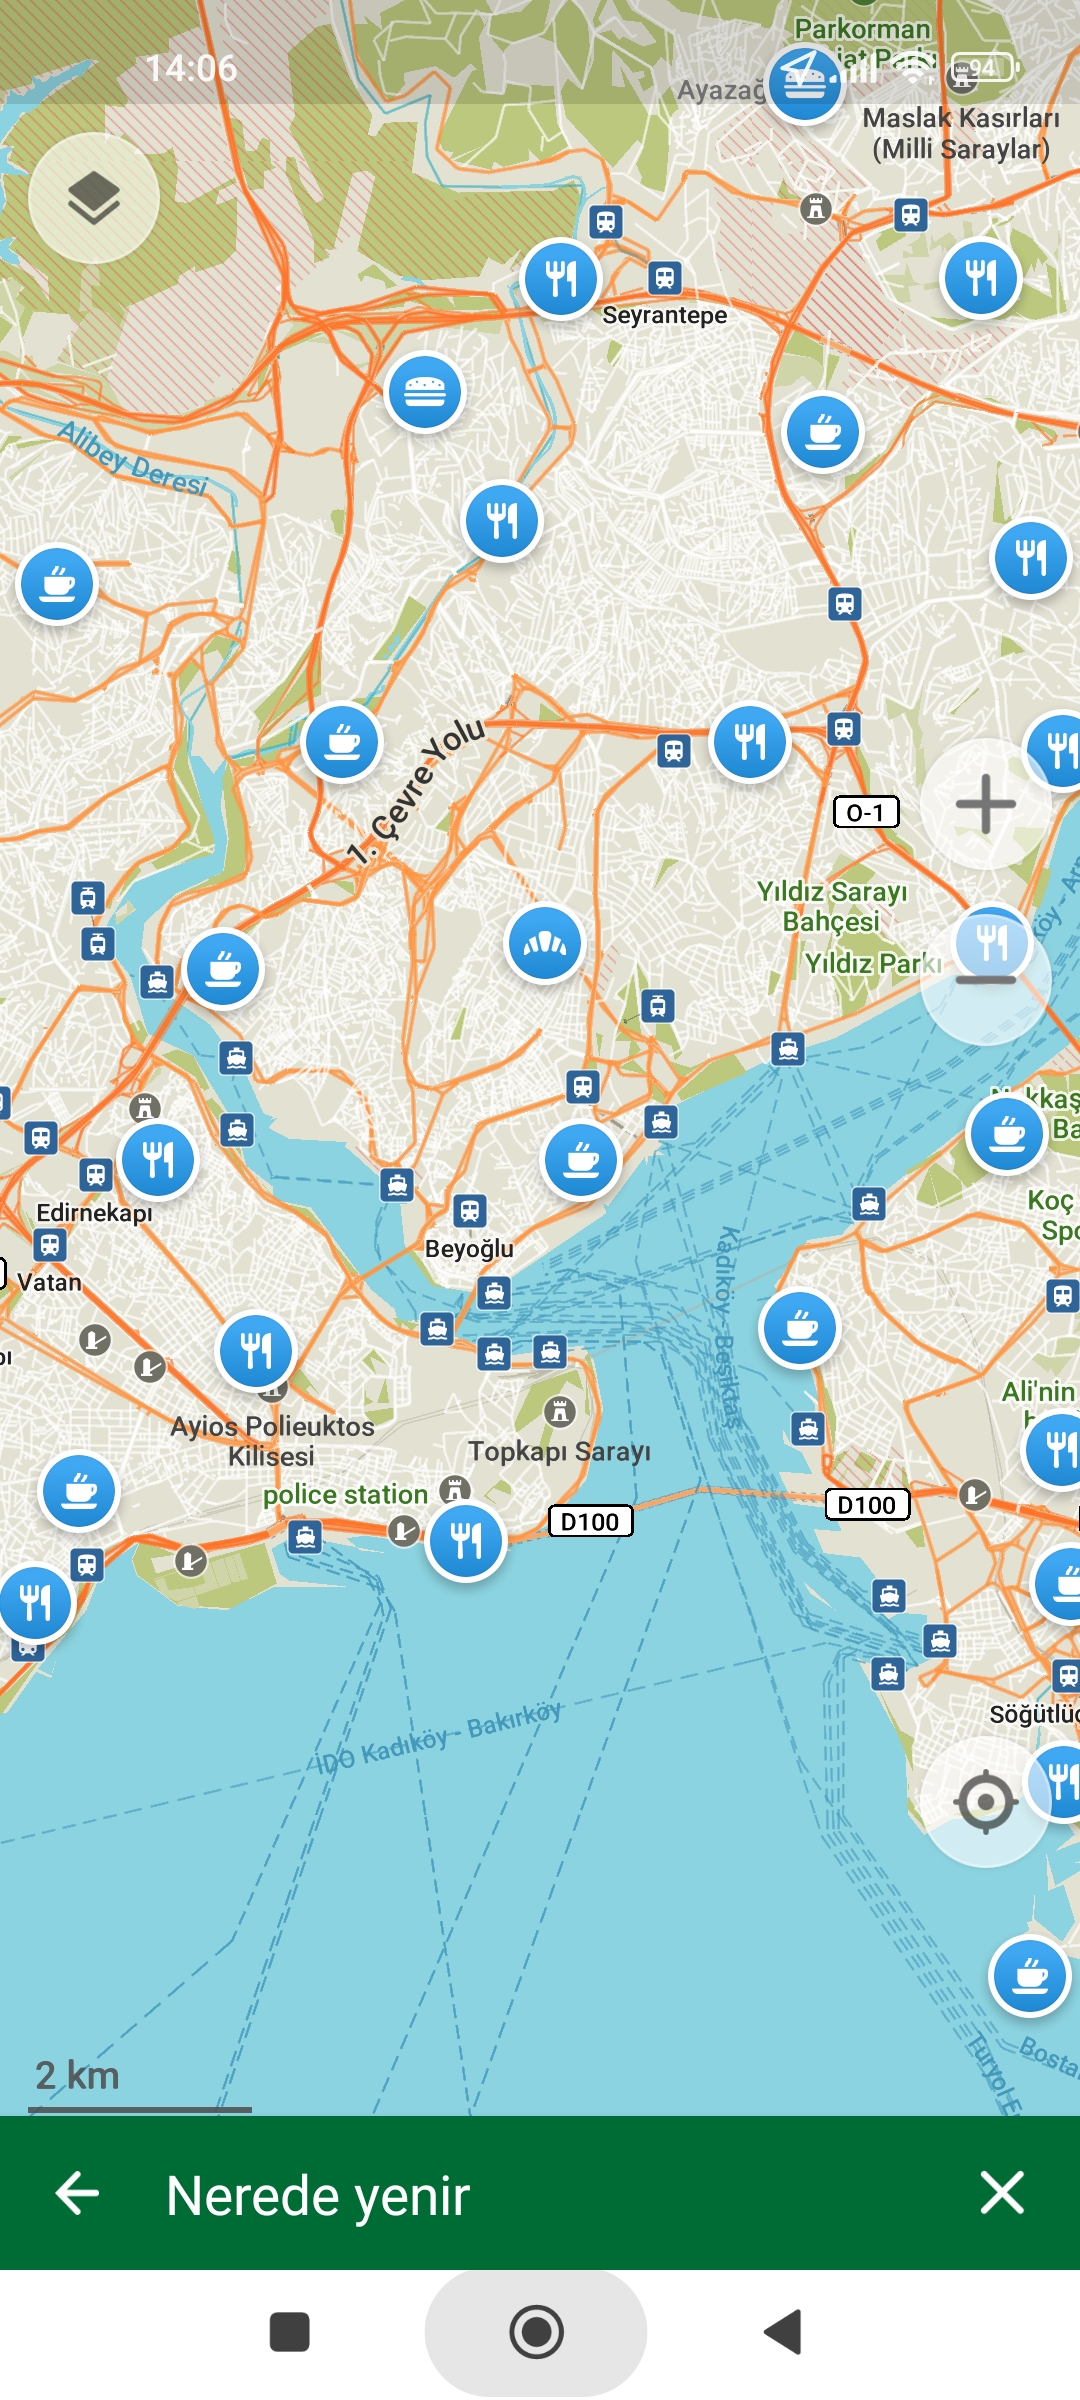 Parkorman
14:06
94
Maslak Kasırları
(Milli Saraylar)
Seyrantepe
Alibey Deresi
1. Çevre Yolu
O-1
Yıldız Sarayı
Bahçesi
Yıldız Parkı
Edirnekapı
Beyoğlu
Vatan
Koç
Kadıköy - Beşiktaş
Ali'nin
Ayios Polieuktos
Kilisesi
Topkapı Sarayı
police station
D100
D100
İDO Kadıköy - Bakırköy
2 km
Nerede yenir